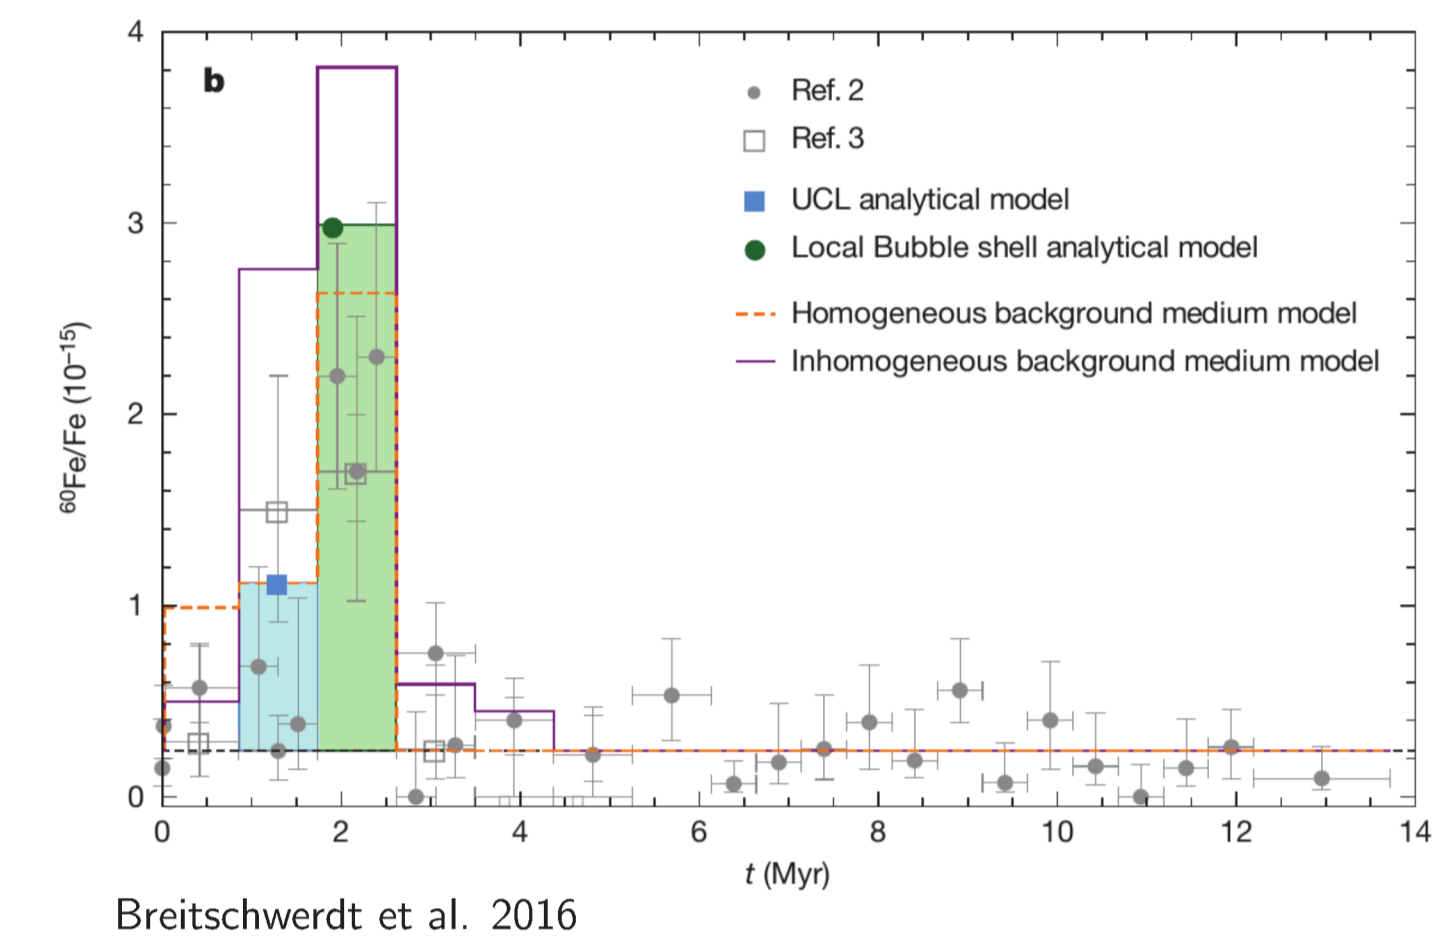 4
b
Ref. 2
Ref. 3
UCL analytical model
3
Local Bubble shell analytical model
Homogeneous background medium model
Inhomogeneous background medium model
⁶⁰Fe/Fe (10⁻¹⁵)
2
1
0
0 2 4 6 8 10 12 14
t (Myr)
Breitschwerdt et al. 2016